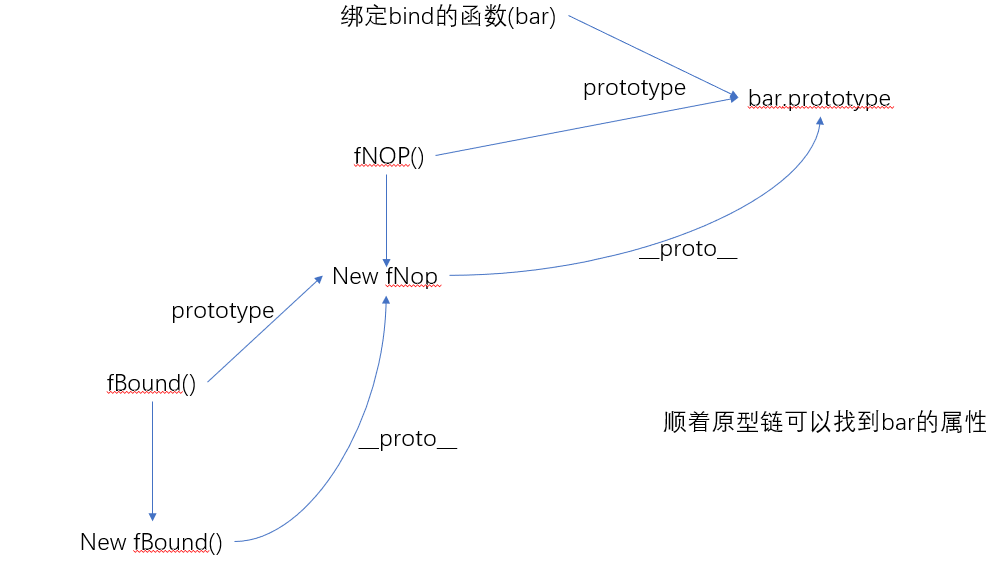 绑定bind的函数(bar)
prototype
bar.prototype
fNOP()
__proto__
New fNop
prototype
fBound()
顺着原型链可以找到bar的属性
__proto__
New fBound()